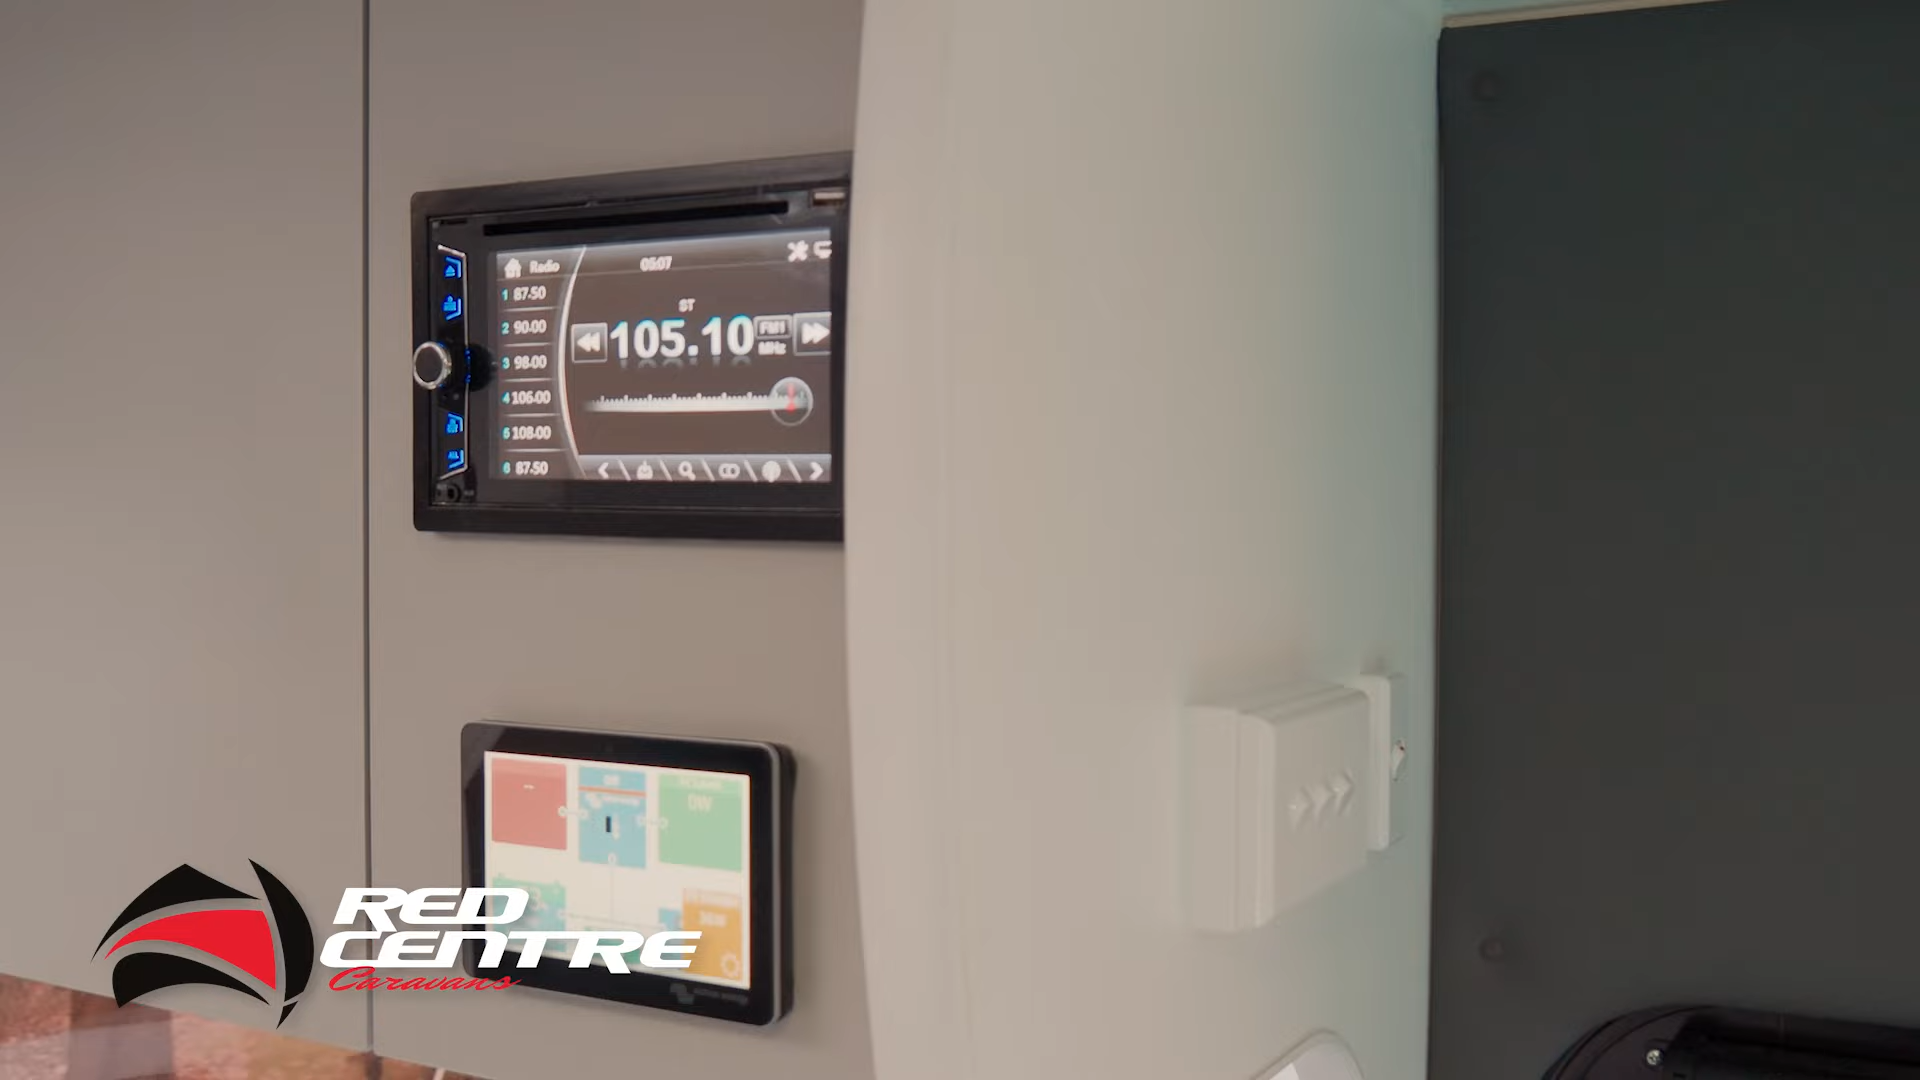 Radio 05:07
1 87.50
2 90.00
3 98.00
4 106.00
5 108.00
6 87.50
ST
105.10
FM1
MHz
0W
RED
CENTRE
Caravans